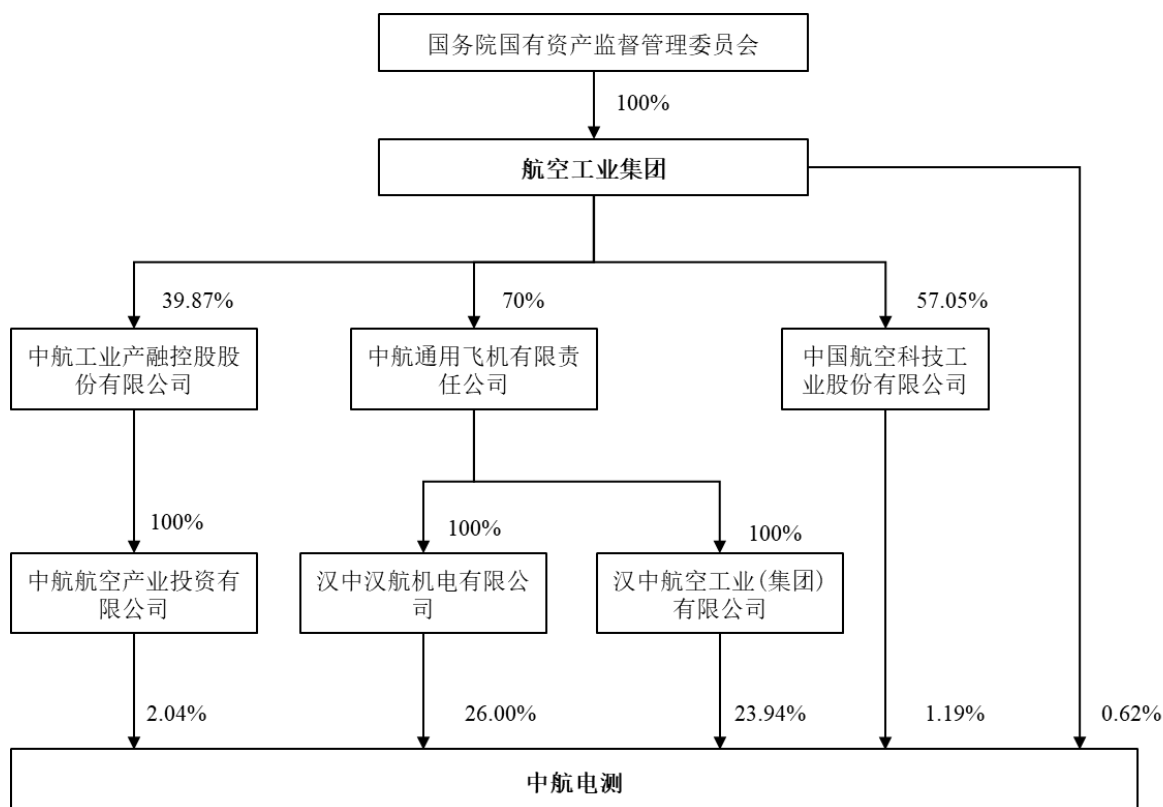 国务院国有资产监督管理委员会
100%
航空工业集团
39.87%
70%
57.05%
中航工业产融控股股
份有限公司
中航通用飞机有限责
任公司
中国航空科技工
业股份有限公司
100%
100%
100%
中航航空产业投资有
限公司
汉中汉航机电有限公
司
汉中航空工业(集团)
有限公司
2.04%
26.00%
23.94%
1.19%
0.62%
中航电测